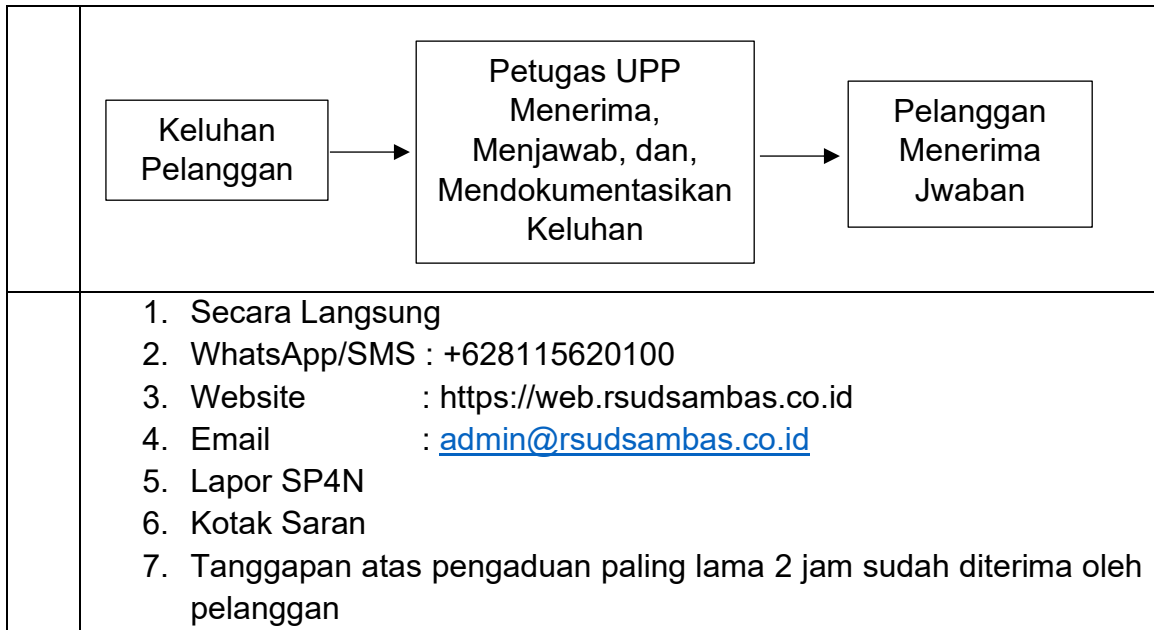 Keluhan
Pelanggan
Petugas UPP
Menerima,
Menjawab, dan,
Mendokumentasikan
Keluhan
Pelanggan
Menerima
Jwaban
1. Secara Langsung
2. WhatsApp/SMS : +628115620100
3. Website : https://web.rsudsambas.co.id
4. Email : admin@rsudsambas.co.id
5. Lapor SP4N
6. Kotak Saran
7. Tanggapan atas pengaduan paling lama 2 jam sudah diterima oleh
pelanggan